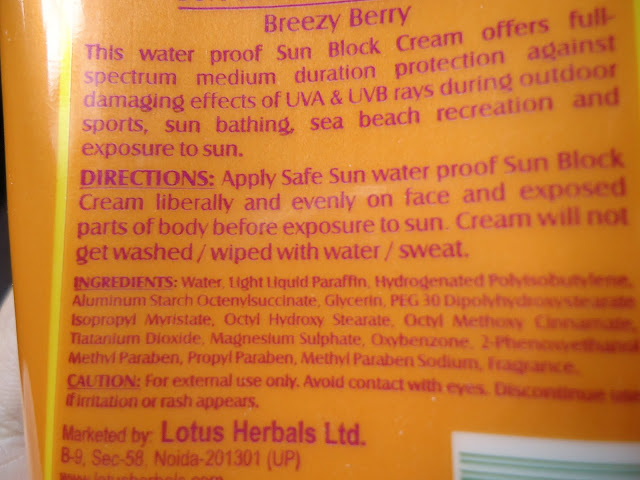 Breezy Berry
This water proof Sun Block Cream offers full-
spectrum medium duration protection against
damaging effects of UVA & UVB rays during outdoor
sports, sun bathing, sea beach recreation and
exposure to sun.
DIRECTIONS: Apply Safe Sun water proof Sun Block
Cream liberally and evenly on face and exposed
parts of body before exposure to sun. Cream will not
get washed / wiped with water / sweat.
INGREDIENTS: Water, Light Liquid Paraffin, Hydrogenated Polyisobutylene,
Aluminum Starch Octenylsuccinate, Glycerin, PEG 30 Dipolyhydroxystearate
Isopropyl Myristate, Octyl Hydroxy Stearate, Octyl Methoxy Cinnamate,
Tiatanium Dioxide, Magnesium Sulphate, Oxybenzone, 2-Phenoxyethanol
Methyl Paraben, Propyl Paraben, Methyl Paraben Sodium, Fragrance.
CAUTION: For external use only. Avoid contact with eyes. Discontinue use
if irritation or rash appears.
Marketed by: Lotus Herbals Ltd.
B-9, Sec-58, Noida-201301 (UP)
www.lotusherbals.com